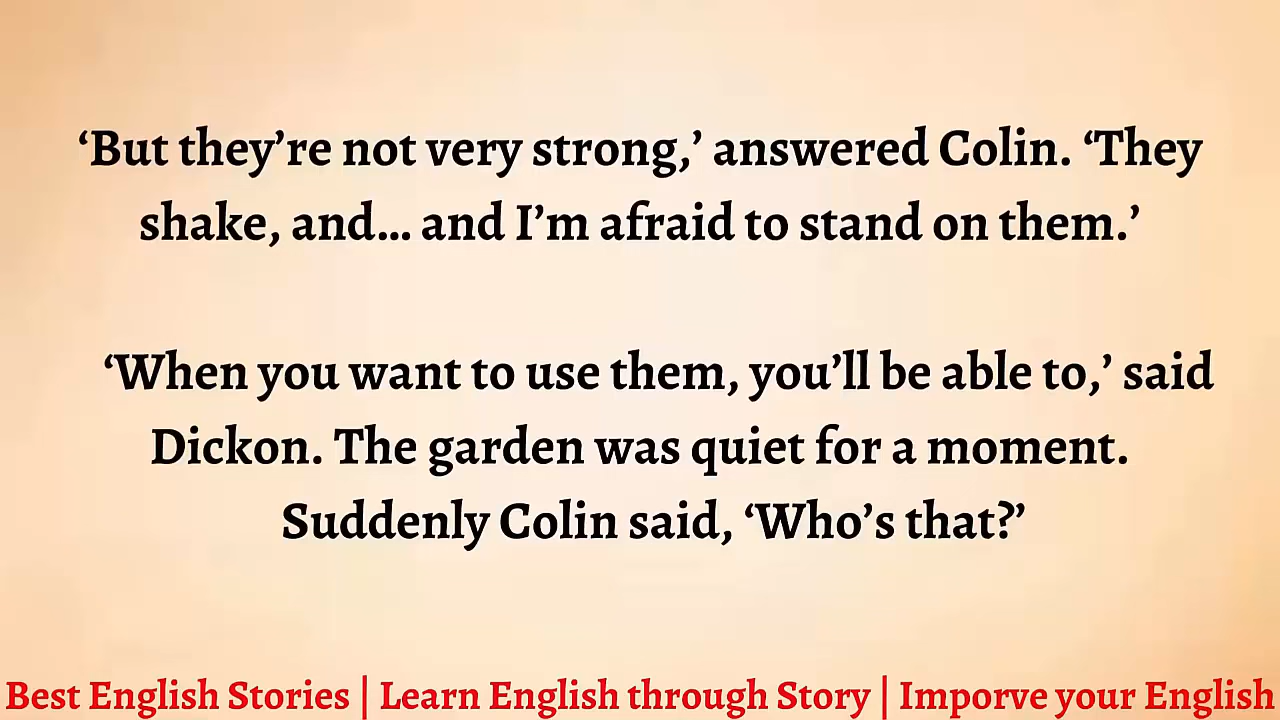 ‘But they’re not very strong,’ answered Colin. ‘They
shake, and... and I’m afraid to stand on them.’
‘When you want to use them, you’ll be able to,’ said
Dickon. The garden was quiet for a moment.
Suddenly Colin said, ‘Who’s that?’
Best English Stories | Learn English through Story | Imporve your English